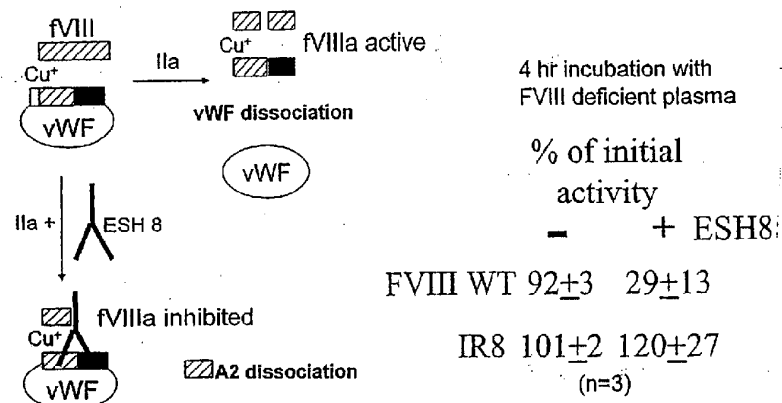 fVIII
Cu+
vWF
IIa
Cu+
fVIIIa active
vWF dissociation
vWF
IIa +
ESH 8
fVIIIa inhibited
Cu+
vWF
A2 dissociation
4 hr incubation with
FVIII deficient plasma
% of initial
activity
- + ESH8
FVIII WT 92±3 29±13
IR8 101±2 120±27
(n=3)